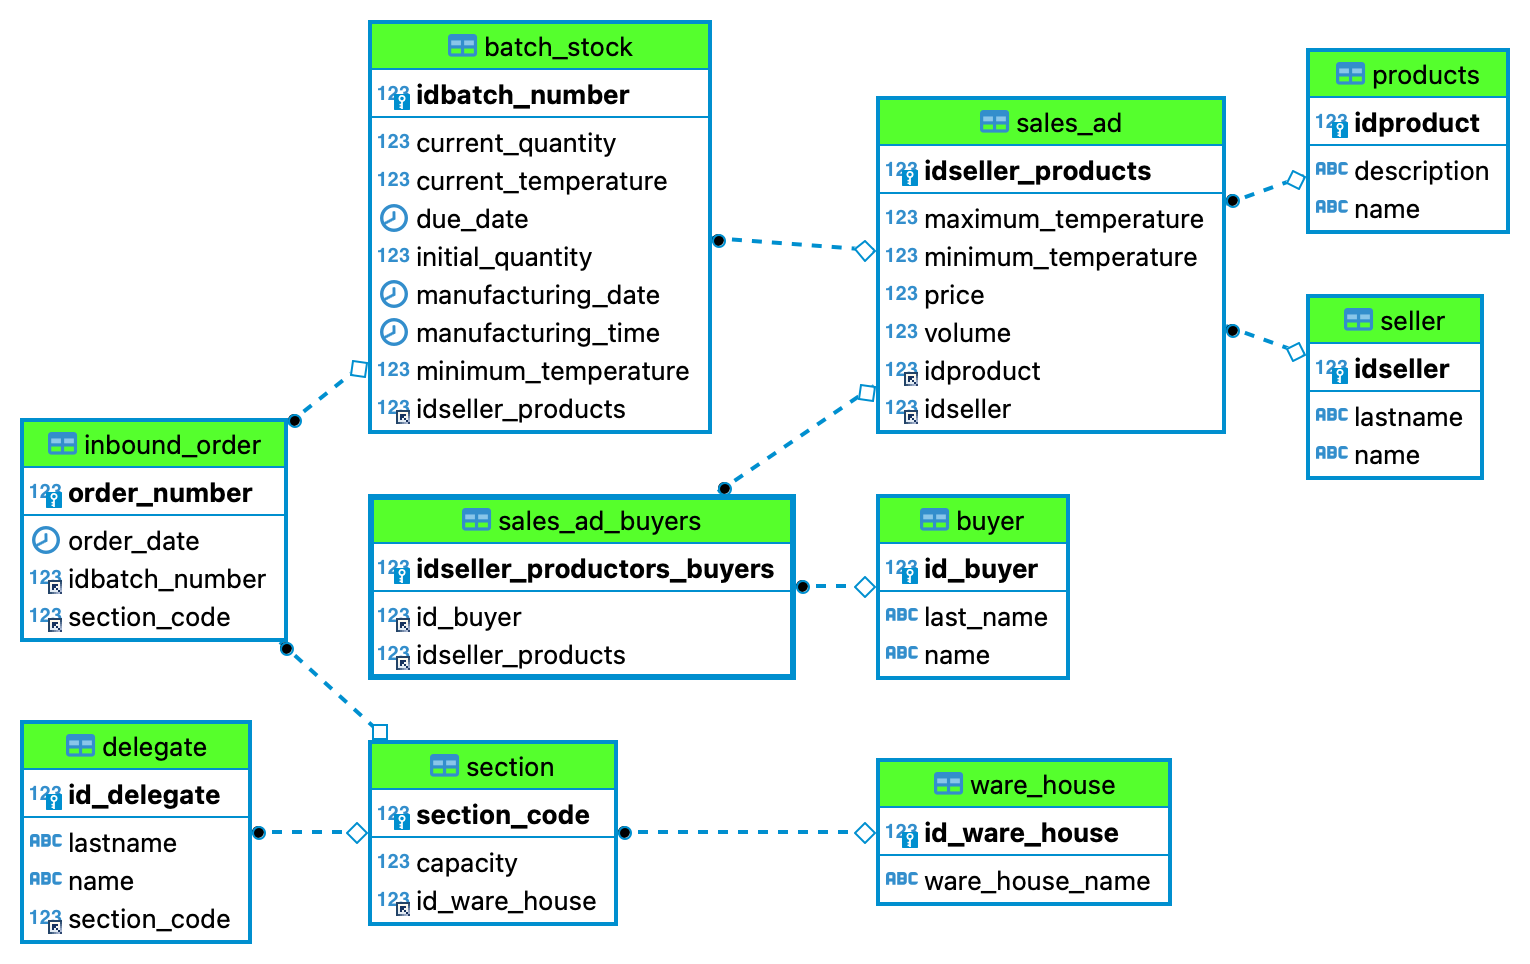 batch_stock
123 idbatch_number
123 current_quantity
123 current_temperature
due_date
123 initial_quantity
manufacturing_date
manufacturing_time
123 minimum_temperature
123 idseller_products
sales_ad
123 idseller_products
123 maximum_temperature
123 minimum_temperature
123 price
123 volume
123 idproduct
123 idseller
products
123 idproduct
ABC description
ABC name
seller
123 idseller
ABC lastname
ABC name
inbound_order
123 order_number
order_date
123 idbatch_number
123 section_code
sales_ad_buyers
123 idseller_productors_buyers
123 id_buyer
123 idseller_products
buyer
123 id_buyer
ABC last_name
ABC name
delegate
123 id_delegate
ABC lastname
ABC name
123 section_code
section
123 section_code
123 capacity
123 id_ware_house
ware_house
123 id_ware_house
ABC ware_house_name